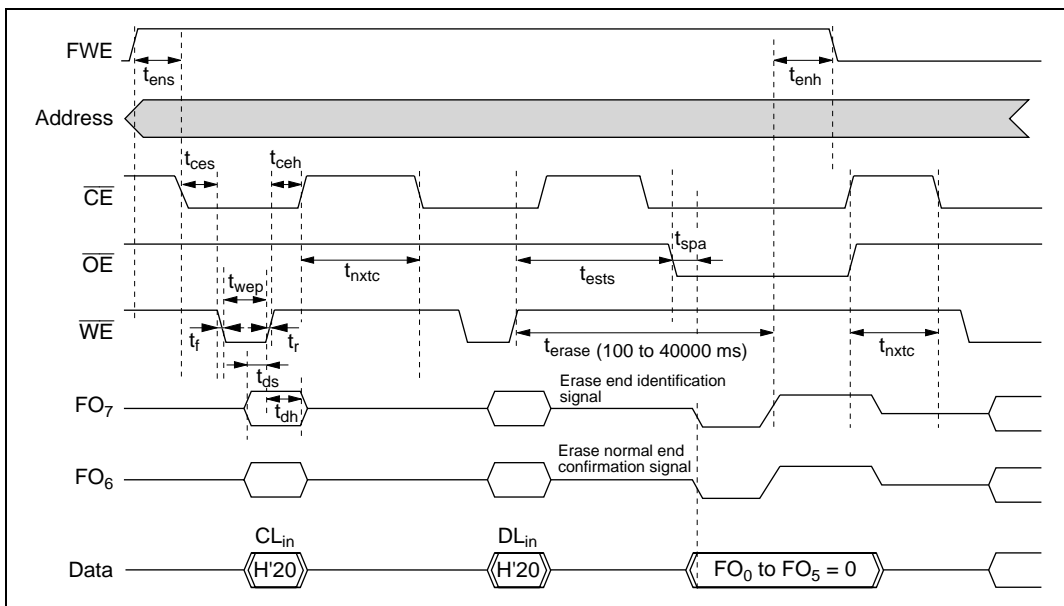 FWE
t_ens
t_enh
Address
t_ces
t_ceh
CE
OE
t_nxtc
t_ests
t_spa
t_wep
WE
t_f
t_r
t_erase (100 to 40000 ms)
t_nxtc
t_ds
Erase end identification
signal
FO7
t_dh
Erase normal end
confirmation signal
FO6
CL_in
DL_in
Data
H'20
H'20
FO0 to FO5 = 0